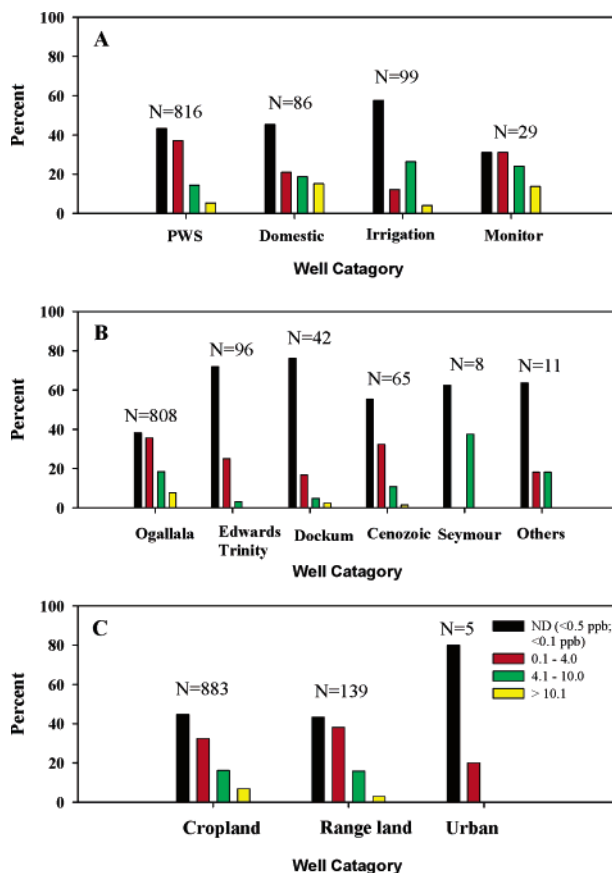 A
Percent
100
80
60
40
20
0
N=816
N=86
N=99
N=29
PWS
Domestic
Irrigation
Monitor
Well Catagory
B
Percent
100
80
60
40
20
0
N=808
N=96
N=42
N=65
N=8
N=11
Ogallala
Edwards
Trinity
Dockum
Cenozoic
Seymour
Others
Well Catagory
C
Percent
100
80
60
40
20
0
N=883
N=139
N=5
ND (<0.5 ppb;
<0.1 ppb)
0.1 - 4.0
4.1 - 10.0
> 10.1
Cropland
Range land
Urban
Well Catagory